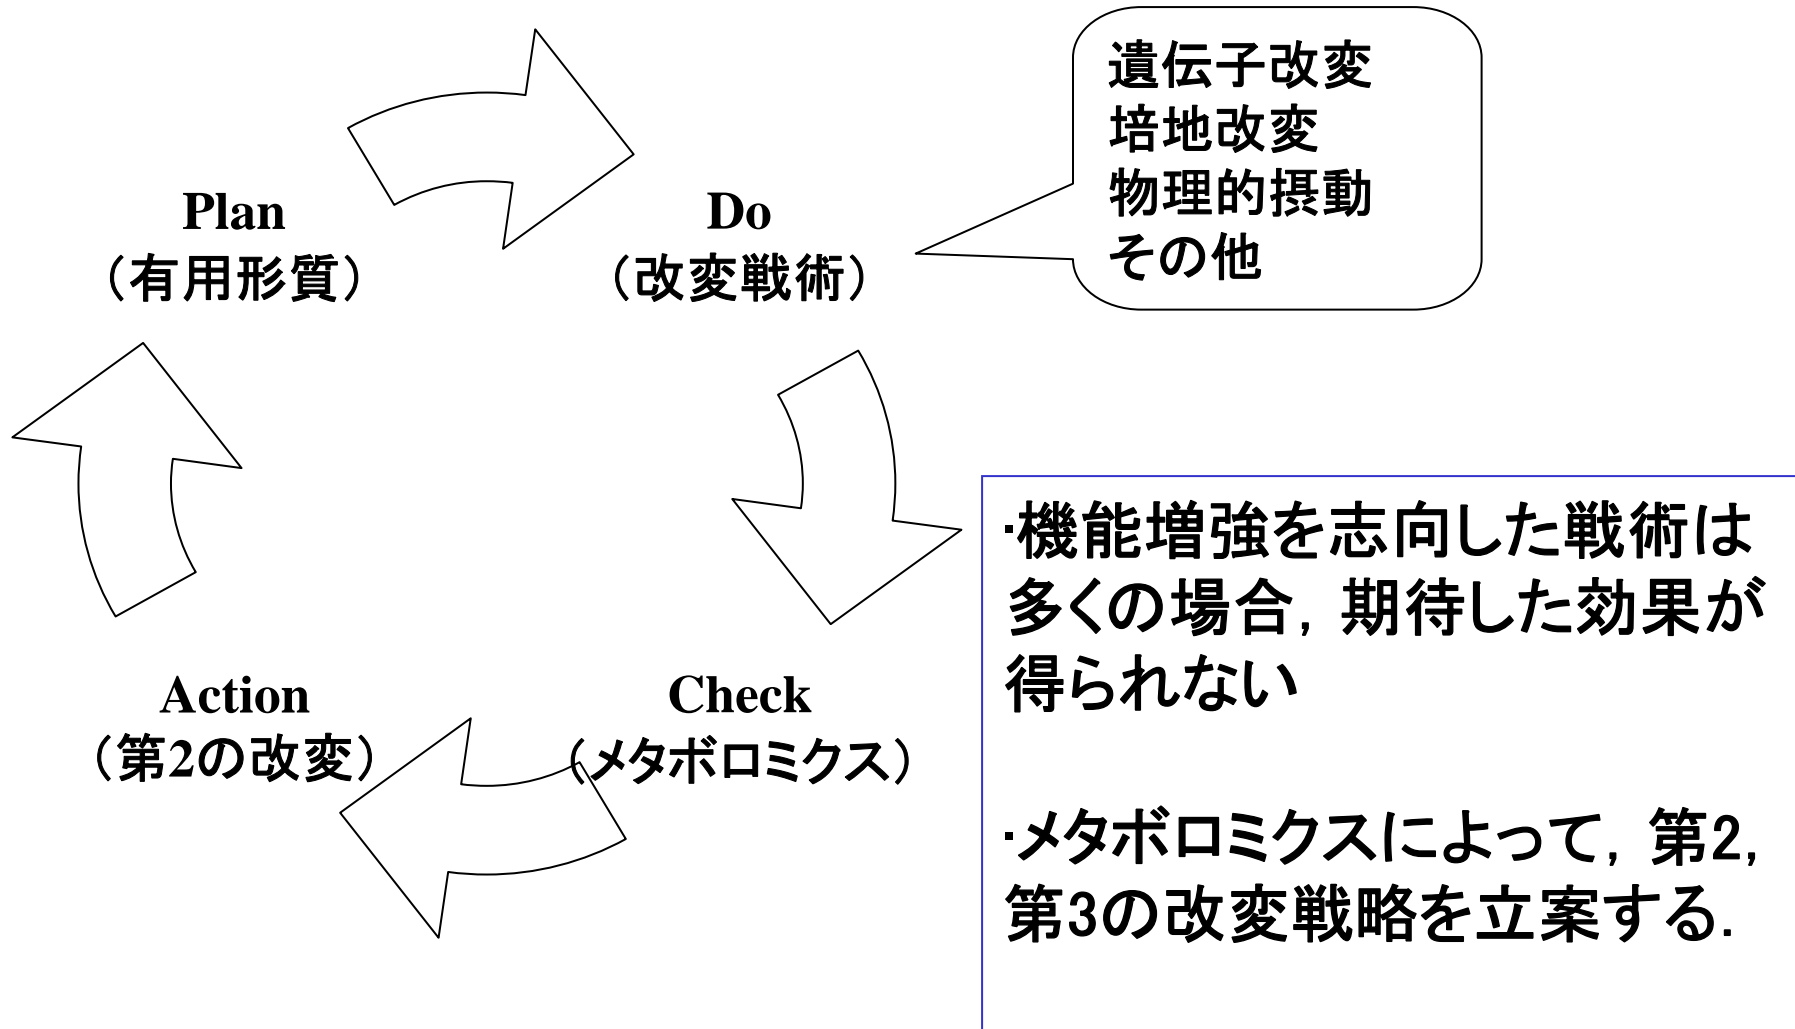 Plan
（有用形質）
Do
（改変戦術）
遺伝子改変
培地改変
物理的摂動
その他
Check
（メタボロミクス）
Action
（第2の改変）
·機能増強を志向した戦術は
多くの場合，期待した効果が
得られない
·メタボロミクスによって，第2，
第3の改変戦略を立案する．